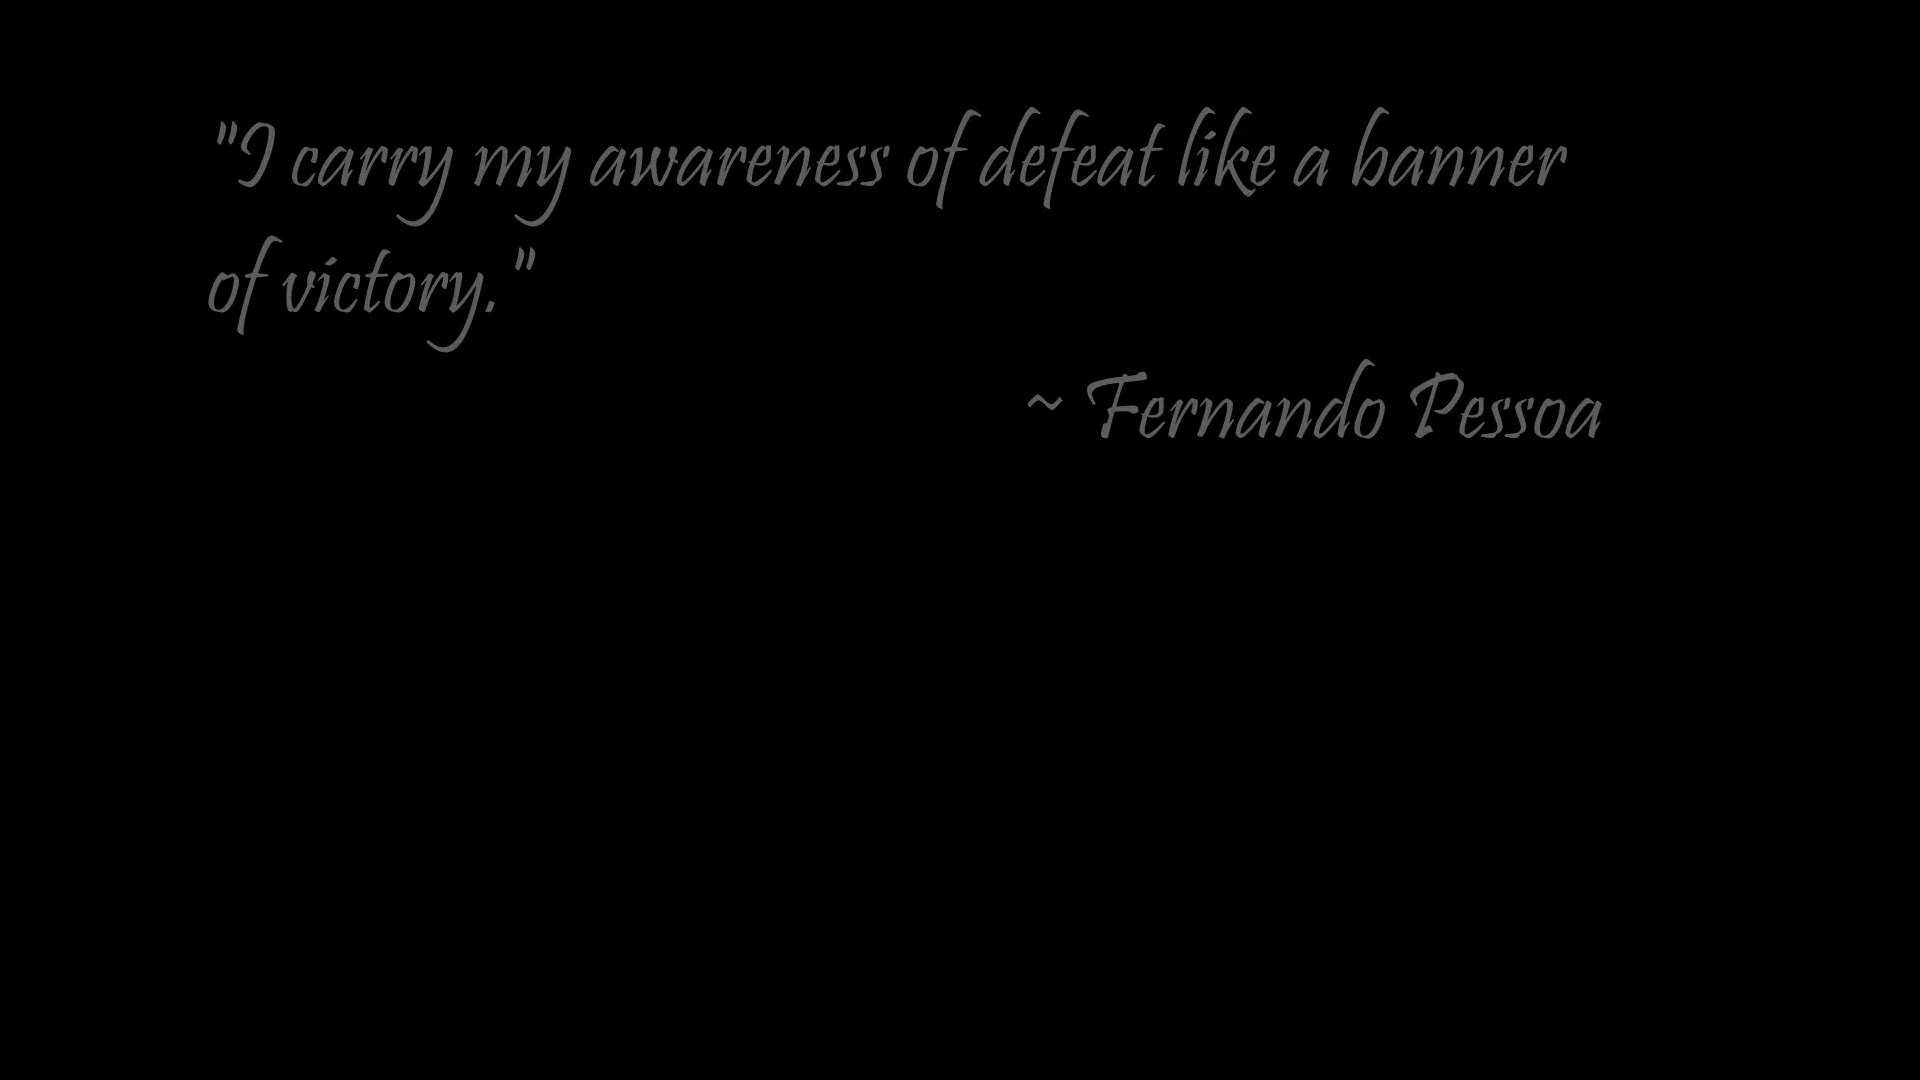 "I carry my awareness of defeat like a banner
of victory."
~ Fernando Pessoa